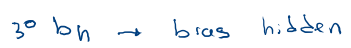 3° bh → bias hidden